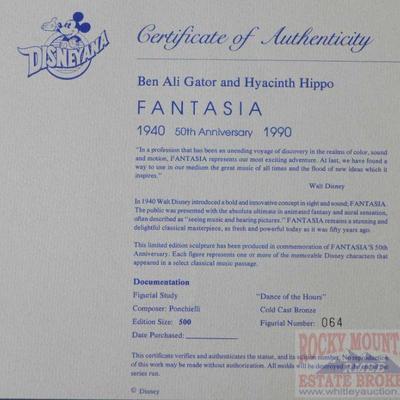 DISNEYANA
Certificate of Authenticity
Ben Ali Gator and Hyacinth Hippo
FANTASIA
1940 50th Anniversary 1990
"In a profession that has been an unending voyage of discovery in the realms of color, sound
and motion, FANTASIA represents our most exciting adventure. At last, we have found a
way to use in our medium the great music of all times and the flood of new ideas which it
inspires."
Walt Disney
In 1940 Walt Disney introduced a bold and innovative concept in sight and sound; FANTASIA.
The public was presented with the absolute ultimate in animated fantasy and aural sensation,
often described as "seeing music and hearing pictures." FANTASIA remains a stunning and
delightful classical masterpiece, as fresh and powerful today as it was fifty years ago.
This limited edition sculpture has been produced in commemoration of FANTASIA'S 50th
Anniversary. Each figure represents one or more of the memorable Disney characters that
appeared in a select classical music passage.
Documentation
Figurial Study "Dance of the Hours"
Composer: Ponchielli Cold Cast Bronze
Edition Size: 500 Figurial Number: 064
Date Purchased:
This certificate verifies and authenticates the statue, and its edition number. No reproduction
of this work may be made without authorization. All molds will be destroyed at the end of the
series run.
© Disney
ROCKY MOUNT
ESTATE BROKE
www.whitleyauction